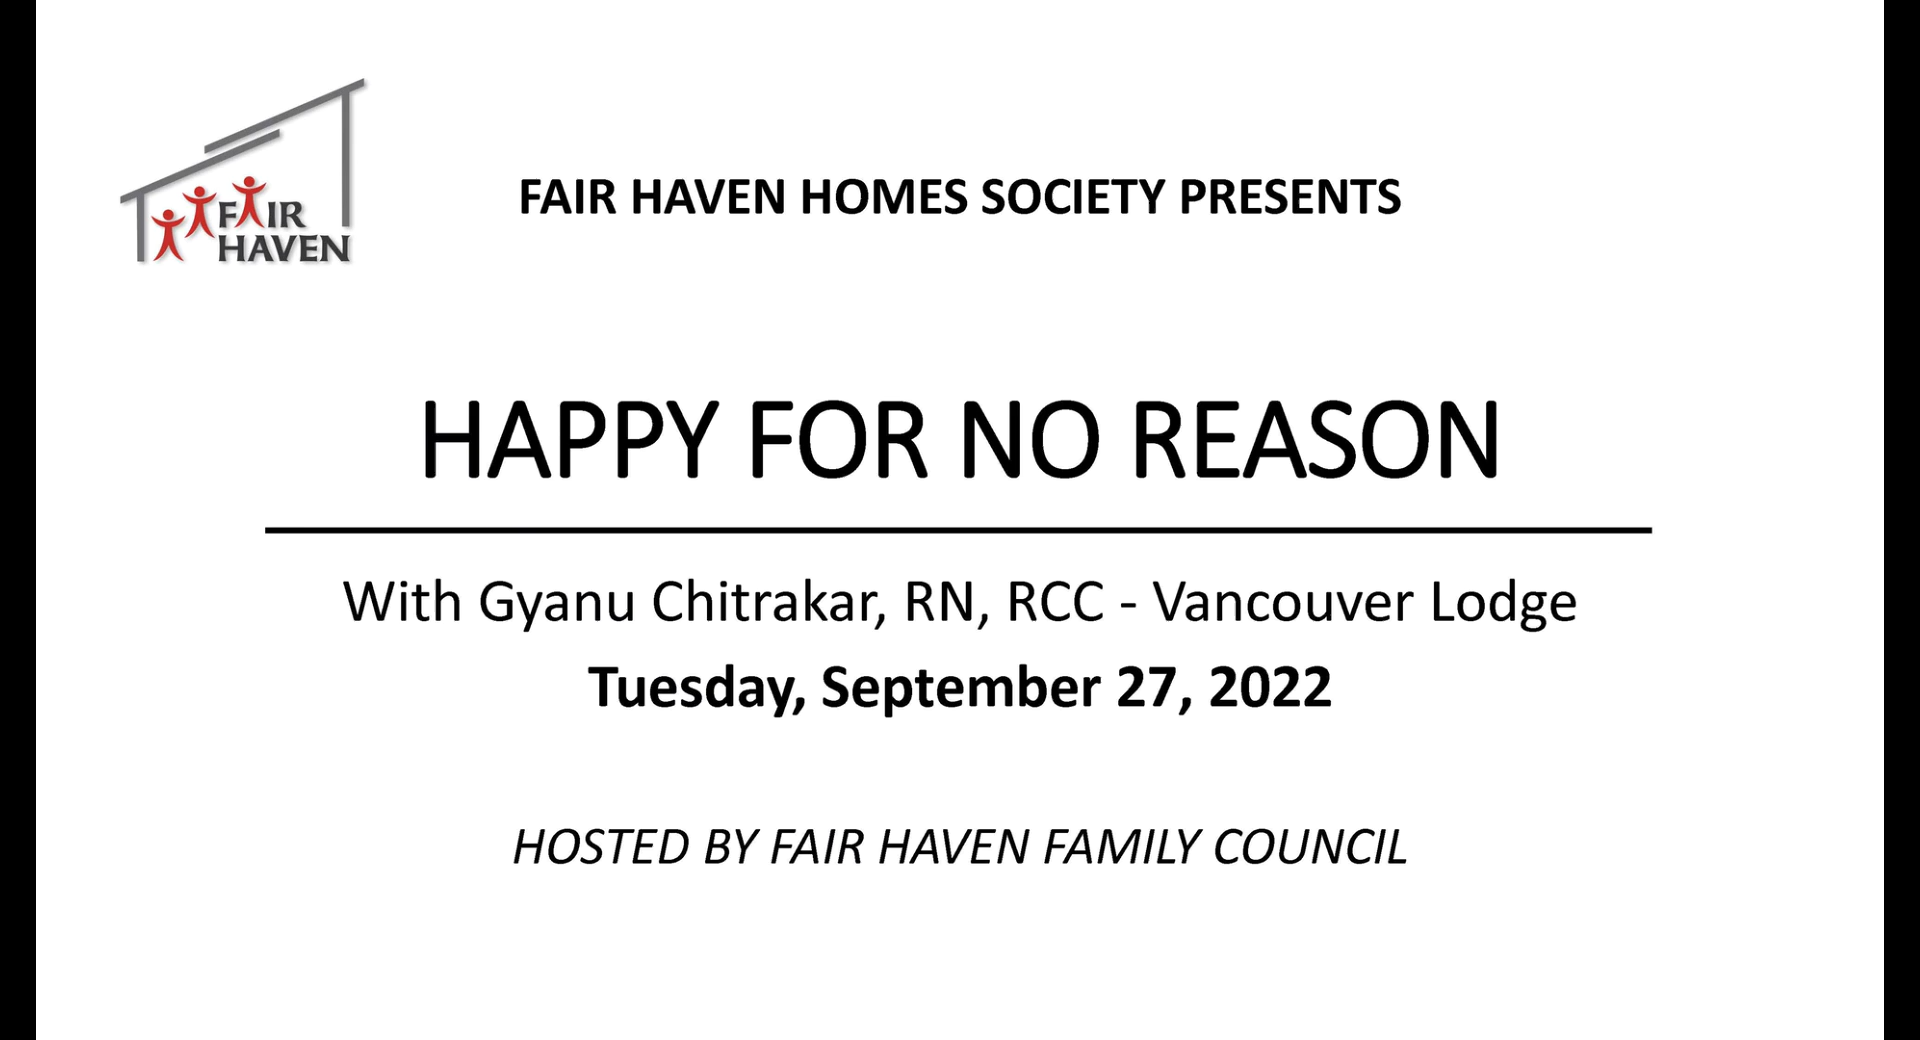 FAIR
HAVEN
FAIR HAVEN HOMES SOCIETY PRESENTS
HAPPY FOR NO REASON
With Gyanu Chitrakar, RN, RCC - Vancouver Lodge
Tuesday, September 27, 2022
HOSTED BY FAIR HAVEN FAMILY COUNCIL